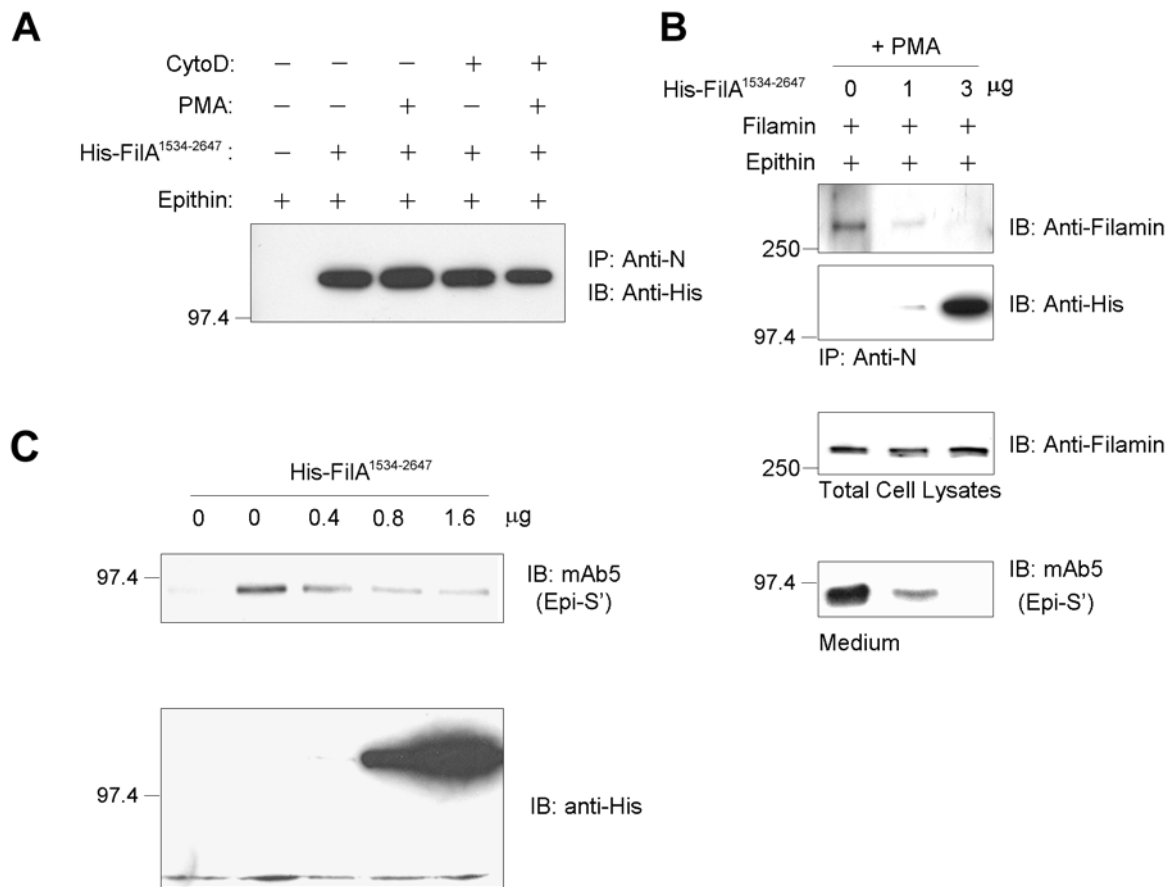 A
CytoD: − − − + +
PMA: − − + − +
His-FilA1534-2647 : − + + + +
Epithin: + + + + +
IP: Anti-N
IB: Anti-His
97.4
B
+ PMA
His-FilA1534-2647 0 1 3 μg
Filamin + + +
Epithin + + +
250
IB: Anti-Filamin
97.4
IB: Anti-His
IP: Anti-N
250
IB: Anti-Filamin
Total Cell Lysates
97.4
IB: mAb5
(Epi-S')
Medium
C
His-FilA1534-2647
0 0 0.4 0.8 1.6 μg
97.4
IB: mAb5
(Epi-S')
97.4
IB: anti-His